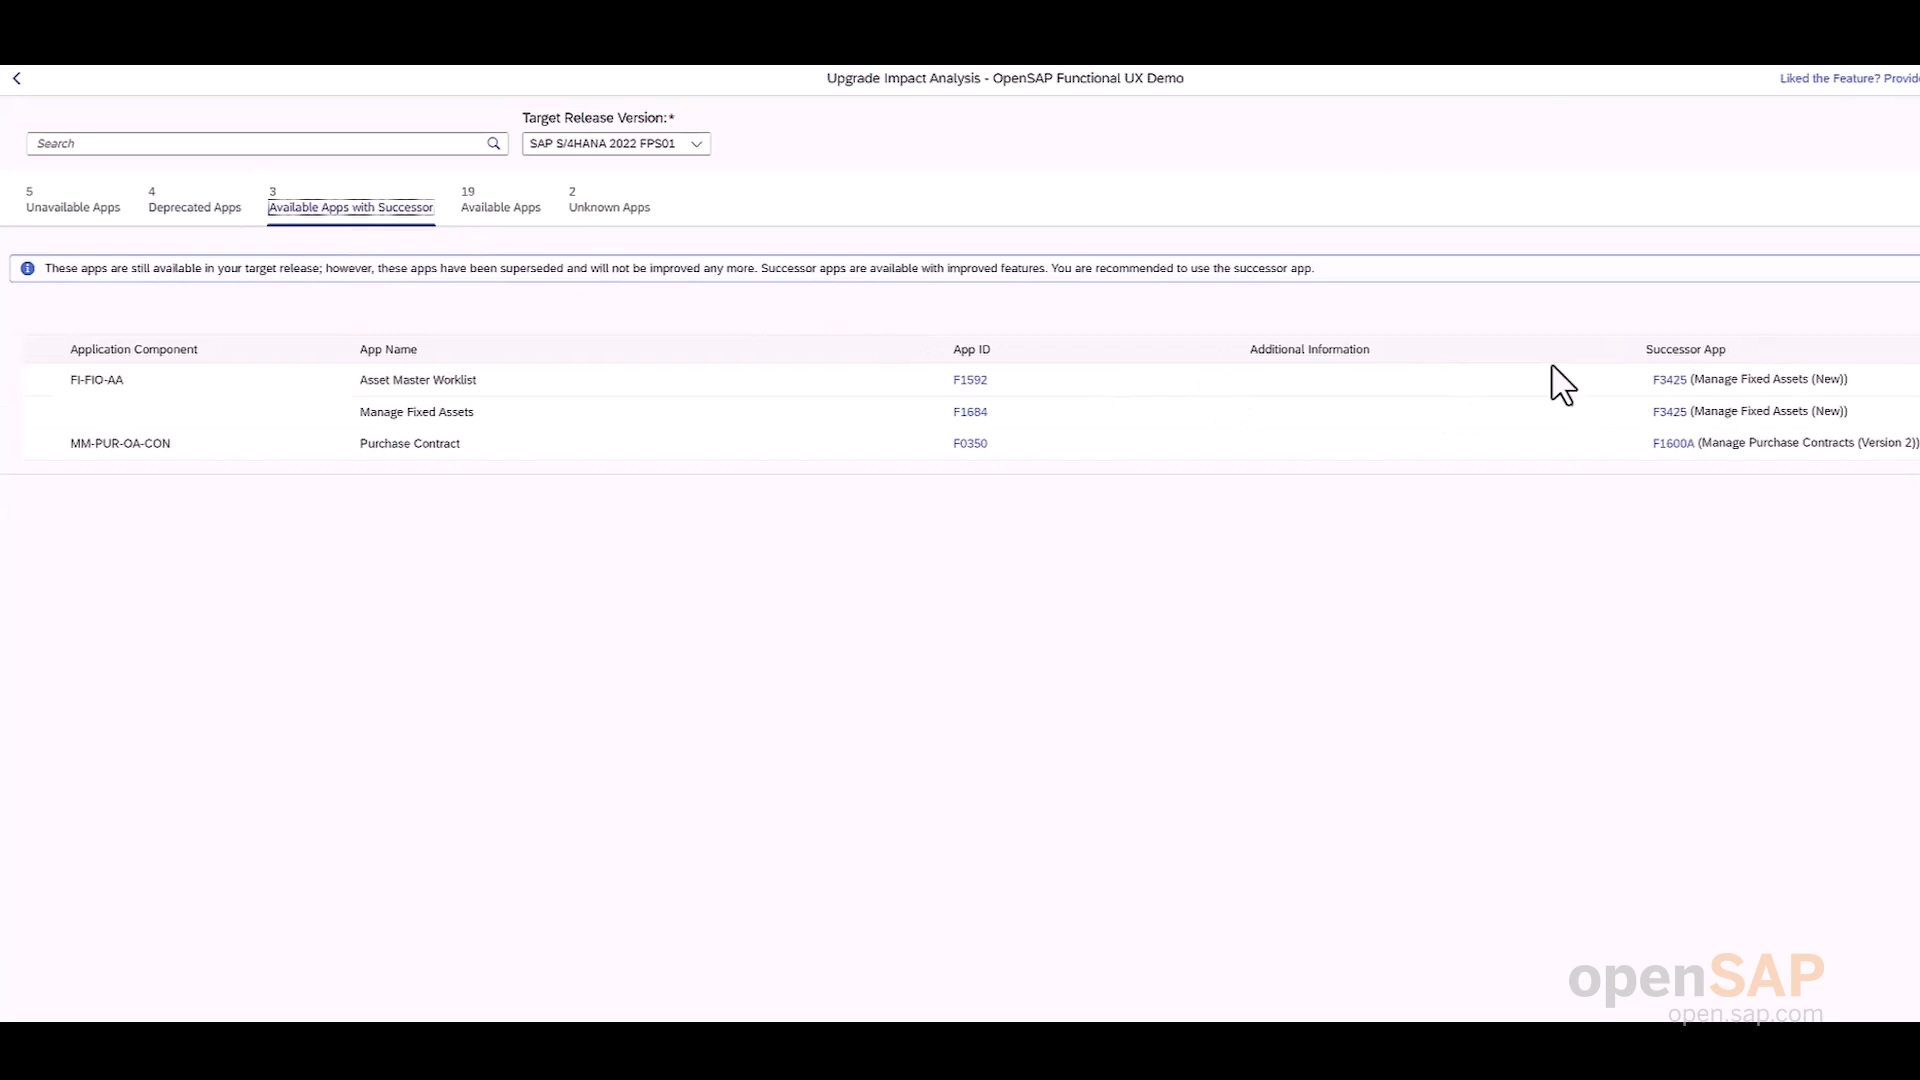 Upgrade Impact Analysis - OpenSAP Functional UX Demo
Liked the Feature? Provide
Target Release Version:*
Search
SAP S/4HANA 2022 FPS01
5
Unavailable Apps
4
Deprecated Apps
3
Available Apps with Successor
19
Available Apps
2
Unknown Apps
These apps are still available in your target release; however, these apps have been superseded and will not be improved any more. Successor apps are available with improved features. You are recommended to use the successor app.
Application Component App Name App ID Additional Information Successor App
FI-FIO-AA Asset Master Worklist F1592 F3425 (Manage Fixed Assets (New))
Manage Fixed Assets F1684 F3425 (Manage Fixed Assets (New))
MM-PUR-OA-CON Purchase Contract F0350 F1600A (Manage Purchase Contracts (Version 2))
openSAP
open.sap.com